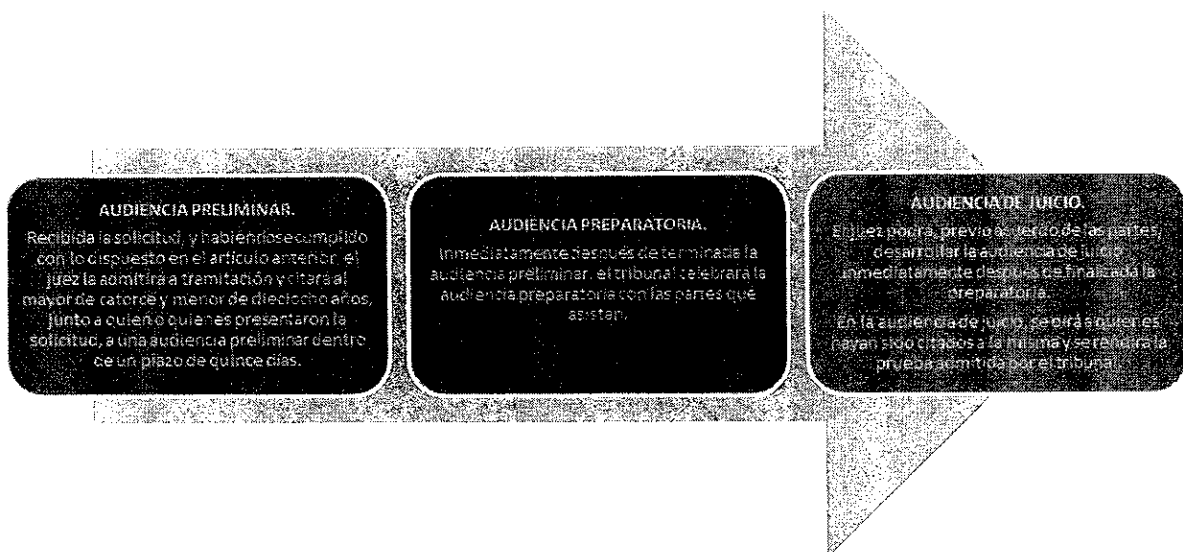 AUDIENCIA PRELIMINAR.
Recibida la solicitud, y habiéndose cumplido
con lo dispuesto en el artículo anterior, el
juez la admitirá a tramitación y citará al
mayor de catorce y menor de dieciocho años,
junto a quien o quienes presentaron la
solicitud, a una audiencia preliminar dentro
de un plazo de quince días.
AUDIENCIA PREPARATORIA.
Inmediatamente después de terminada la
audiencia preliminar, el tribunal celebrará la
audiencia preparatoria con las partes que
asistan.
AUDIENCIA DE JUICIO.
El juez podrá, previo acuerdo de las partes,
desarrollar la audiencia de juicio
inmediatamente después de finalizada la
preparatoria.
En la audiencia de juicio, se oirá a quienes
hayan sido citados a la misma y se rendirá la
prueba admitida por el tribunal.